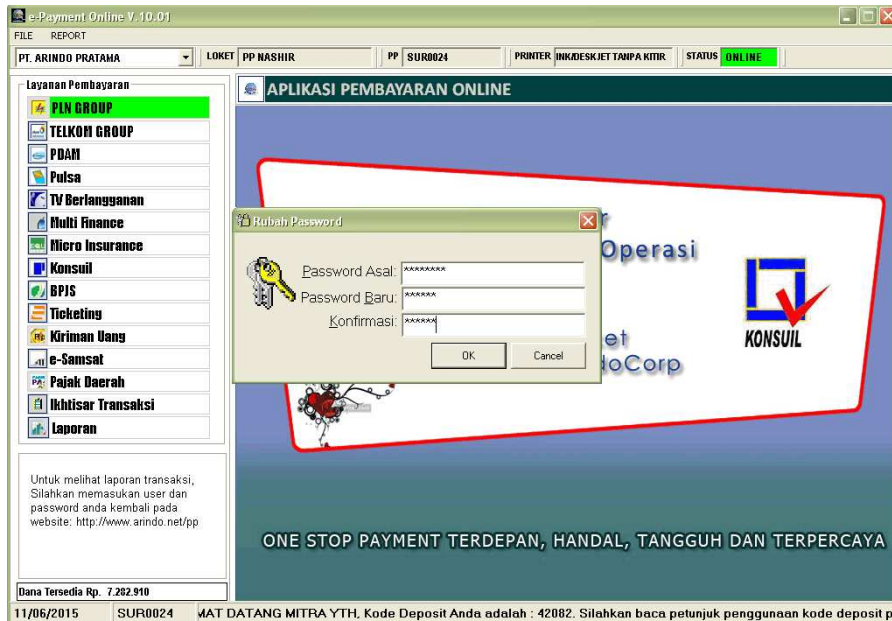 e-Payment Online V.10.01
FILE REPORT
PT. ARINDO PRATAMA LOKET PP NASHIR PP SUR0024 PRINTER INK/DESKJET TANPA KITIR STATUS ONLINE
Layanan Pembayaran
PLN GROUP
TELKOM GROUP
PDAM
Pulsa
TV Berlangganan
Multi Finance
Micro Insurance
Konsuil
BPJS
Ticketing
Kiriman Uang
e-Samsat
Pajak Daerah
Ikhtisar Transaksi
Laporan
Untuk melihat laporan transaksi,
Silahkan memasukan user dan
password anda kembali pada
website: http://www.arindo.net/pp
Dana Tersedia Rp. 7.282.910
APLIKASI PEMBAYARAN ONLINE
r
Operasi
et
doCorp
KONSUIL
Rubah Password
Password Asal: ********
Password Baru: ******
Konfirmasi: ******
OK Cancel
ONE STOP PAYMENT TERDEPAN, HANDAL, TANGGUH DAN TERPERCAYA
11/06/2015 SUR0024 MAT DATANG MITRA YTH, Kode Deposit Anda adalah : 42082. Silahkan baca petunjuk penggunaan kode deposit p